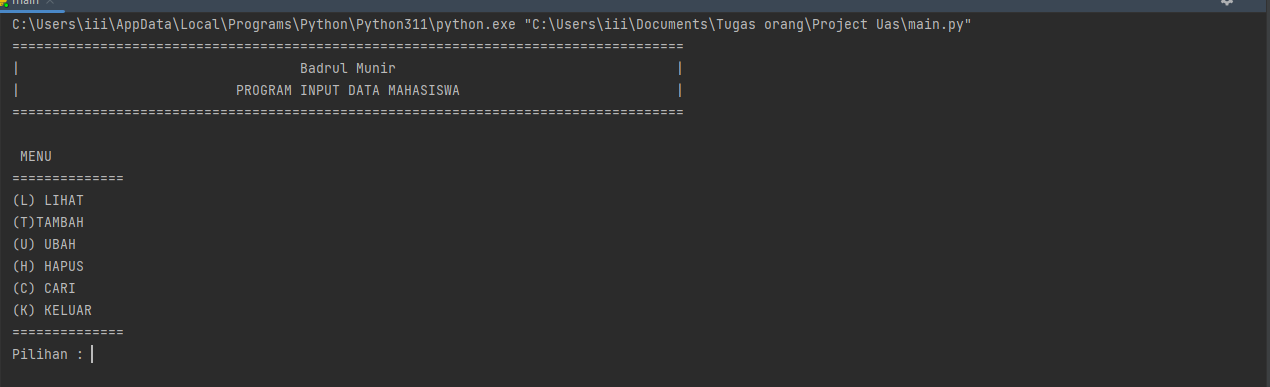 main
C:\Users\iii\AppData\Local\Programs\Python\Python311\python.exe "C:\Users\iii\Documents\Tugas orang\Project Uas\main.py"
====================================================================================
| Badrul Munir |
| PROGRAM INPUT DATA MAHASISWA |
====================================================================================
MENU
==============
(L) LIHAT
(T)TAMBAH
(U) UBAH
(H) HAPUS
(C) CARI
(K) KELUAR
==============
Pilihan :